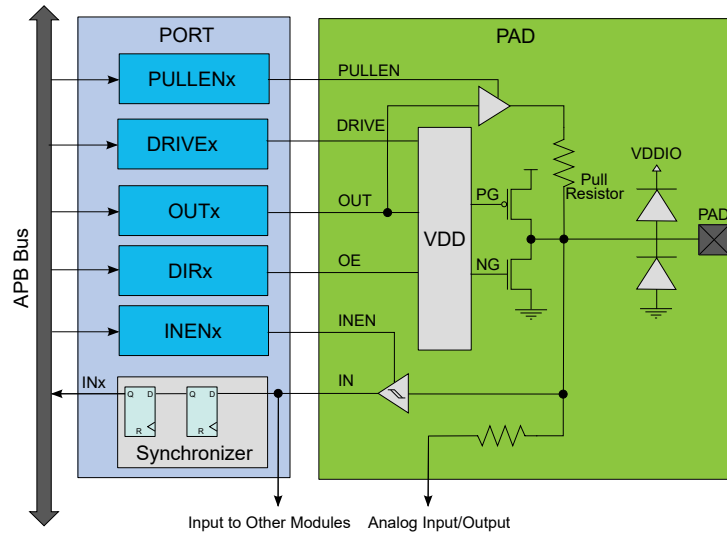 PORT
PAD
PULLENx
PULLEN
DRIVEx
DRIVE
VDDIO
Pull
Resistor
OUTx
OUT
PG
PAD
VDD
APB Bus
DIRx
OE
NG
INENx
INEN
INx
IN
Q D
Q D
R
R
Synchronizer
Input to Other Modules
Analog Input/Output